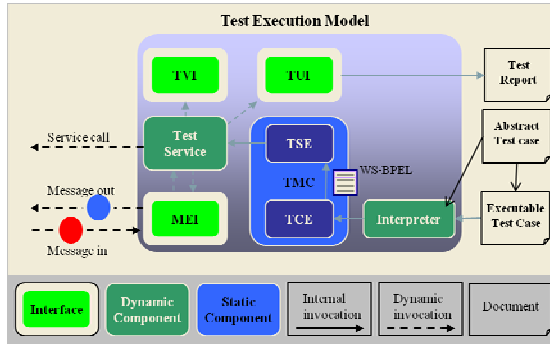 Test Execution Model
TVI
TUI
Test
Report
Service call
Test
Service
TSE
Abstract
Test case
TMC
WS-BPEL
Message out
MEI
TCE
Interpreter
Executable
Test Case
Message in
Interface
Dynamic
Component
Static
Component
Internal
invocation
Dynamic
invocation
Document